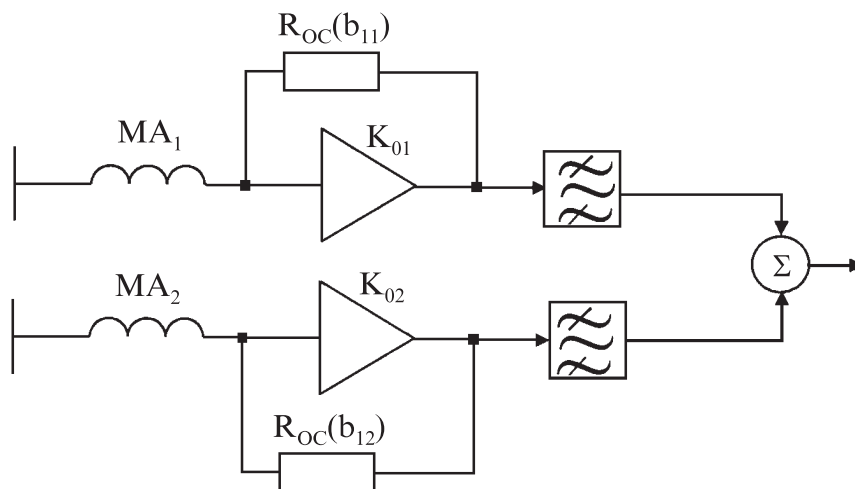 R_OC(b_11)
MA_1
K_01
Σ
MA_2
K_02
R_OC(b_12)